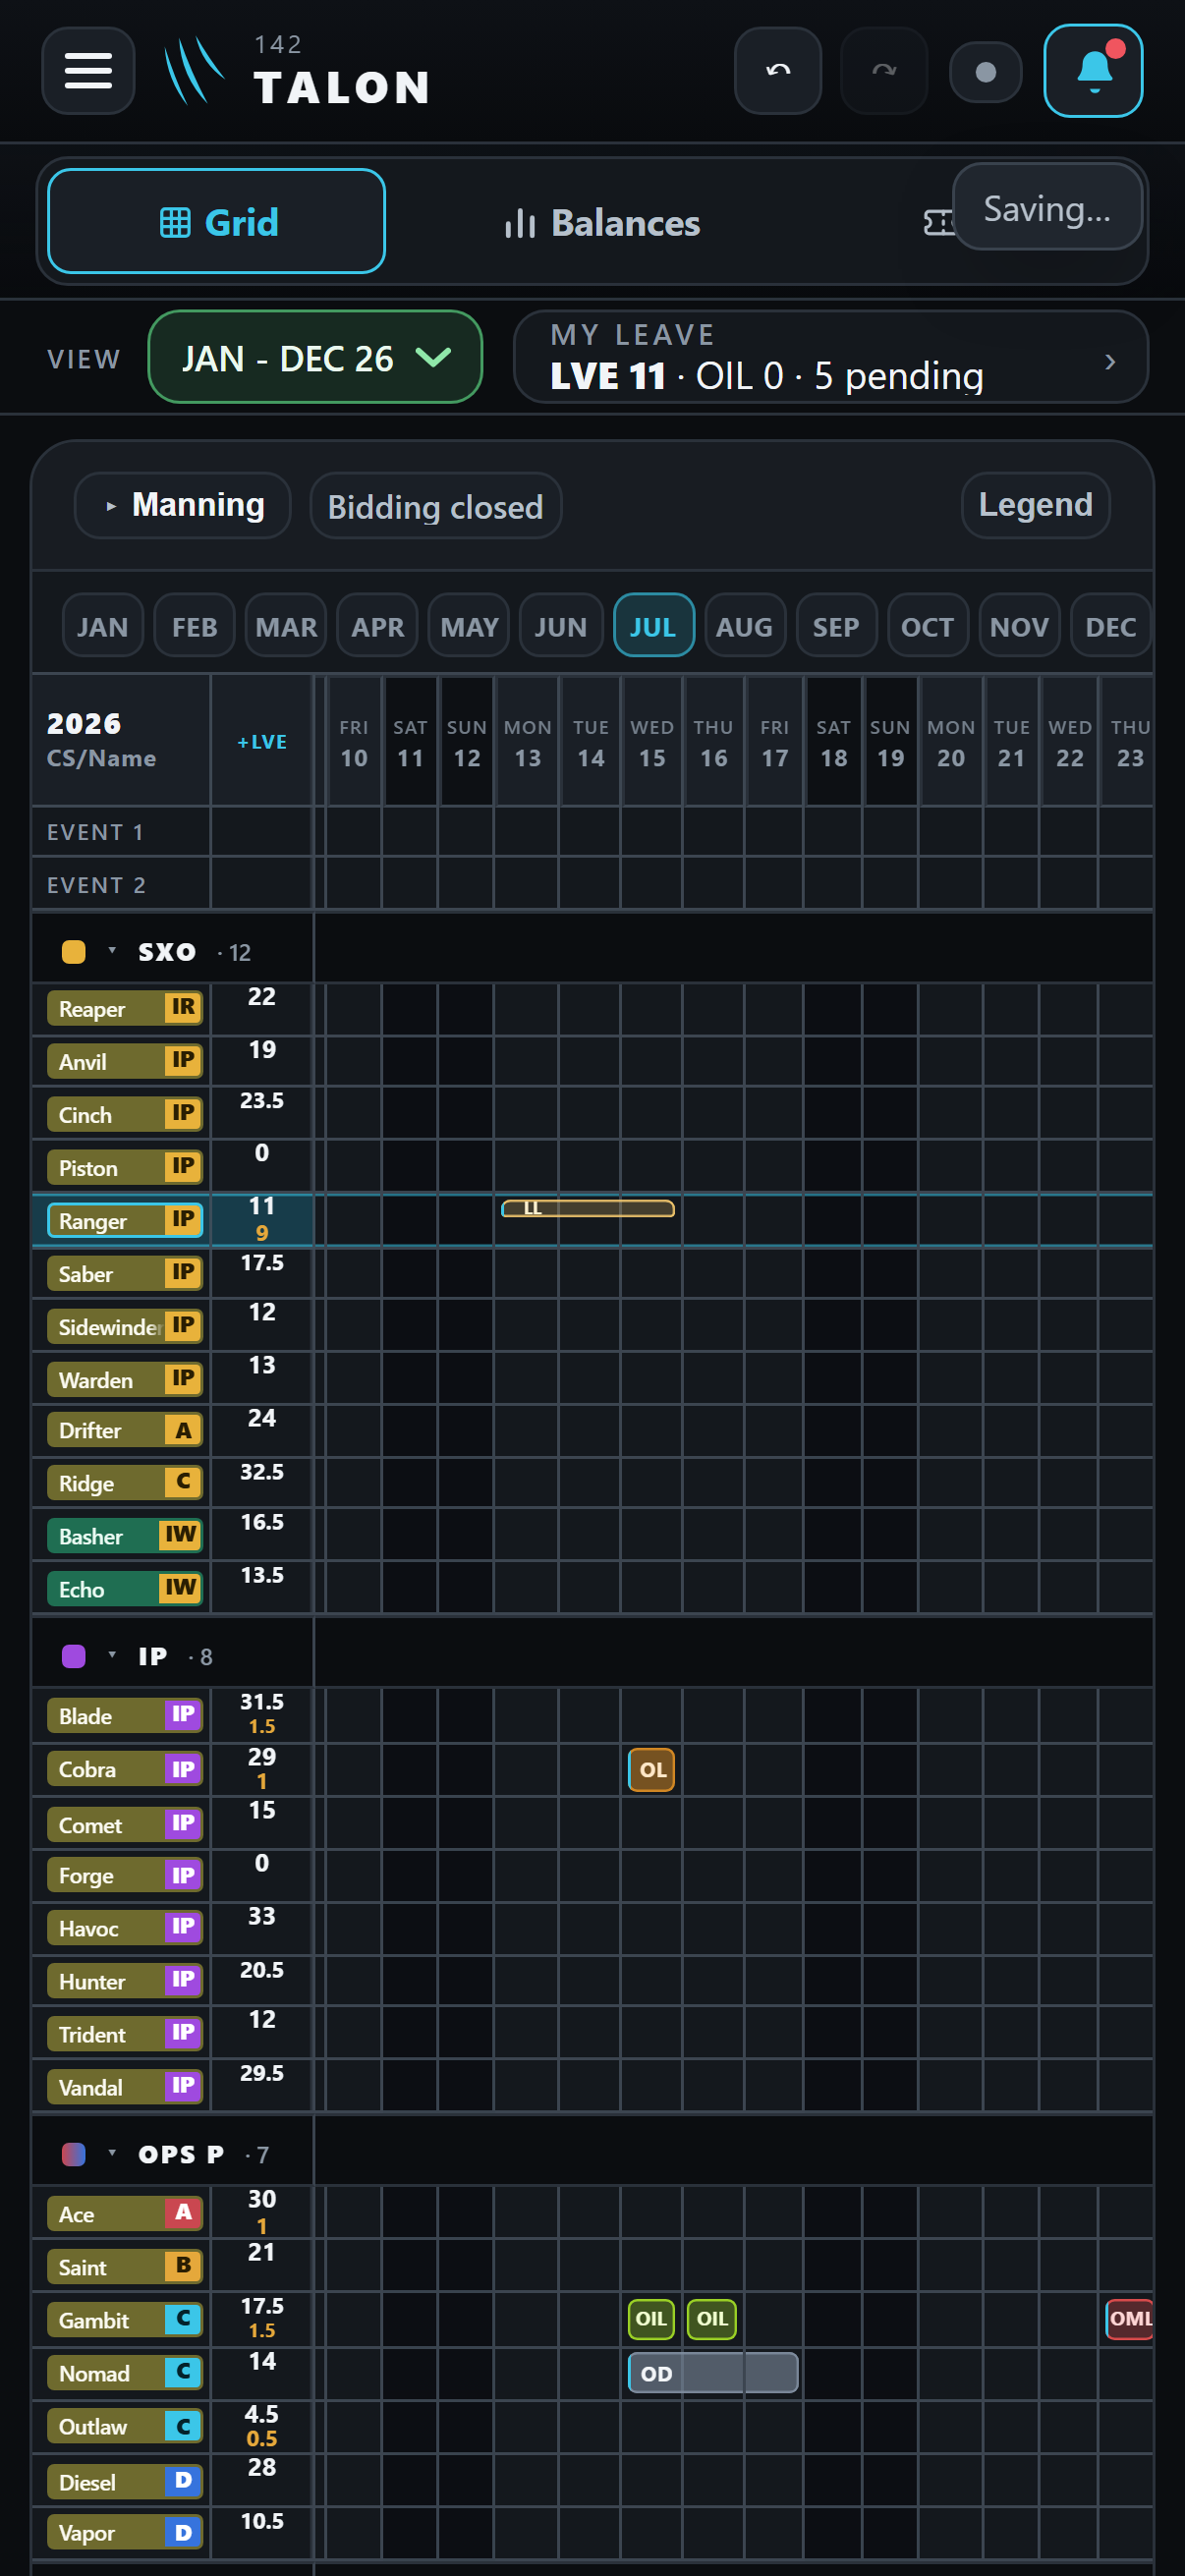 142
TALON
Grid
Balances
Saving...
VIEW
JAN - DEC 26
MY LEAVE
LVE 11 · OIL 0 · 5 pending
Manning
Bidding closed
Legend
JAN FEB MAR APR MAY JUN JUL AUG SEP OCT NOV DEC
2026
CS/Name
+LVE
FRI SAT SUN MON TUE WED THU FRI SAT SUN MON TUE WED THU
10 11 12 13 14 15 16 17 18 19 20 21 22 23
EVENT 1
EVENT 2
SXO · 12
Reaper IR 22
Anvil IP 19
Cinch IP 23.5
Piston IP 0
Ranger IP 11 LL
9
Saber IP 17.5
Sidewinder IP 12
Warden IP 13
Drifter A 24
Ridge C 32.5
Basher IW 16.5
Echo IW 13.5
IP · 8
Blade IP 31.5
1.5
Cobra IP 29 OL
1
Comet IP 15
Forge IP 0
Havoc IP 33
Hunter IP 20.5
Trident IP 12
Vandal IP 29.5
OPS P · 7
Ace A 30
1
Saint B 21
Gambit C 17.5 OIL OIL OML
1.5
Nomad C 14 OD
Outlaw C 4.5
0.5
Diesel D 28
Vapor D 10.5